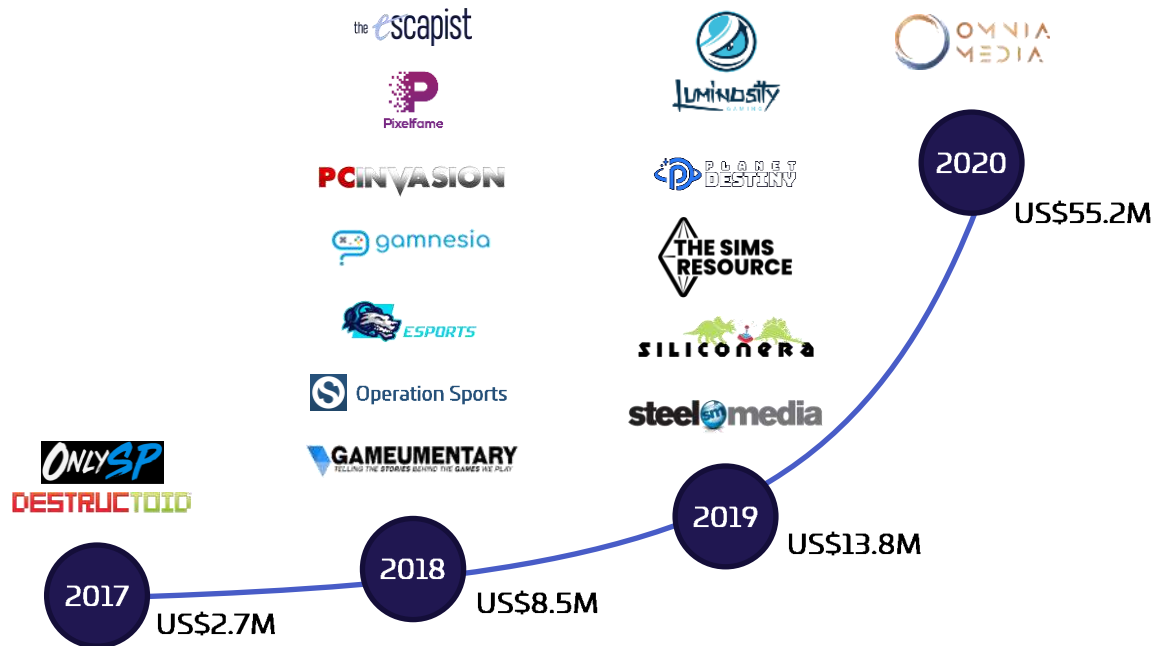 OnlySP
DESTRUCTOID
2017
US$2.7M
the escapist
P
Pixelfame
PCINVASION
gamnesia
ESPORTS
S Operation Sports
GAMEUMENTARY
TELLING THE STORIES BEHIND THE GAMES WE PLAY
2018
US$8.5M
LUMINOSITY
GAMING
PLANET
DESTINY
THE SIMS
RESOURCE
SILICONERA
steel sm media
2019
US$13.8M
OMNIA
MEDIA
2020
US$55.2M